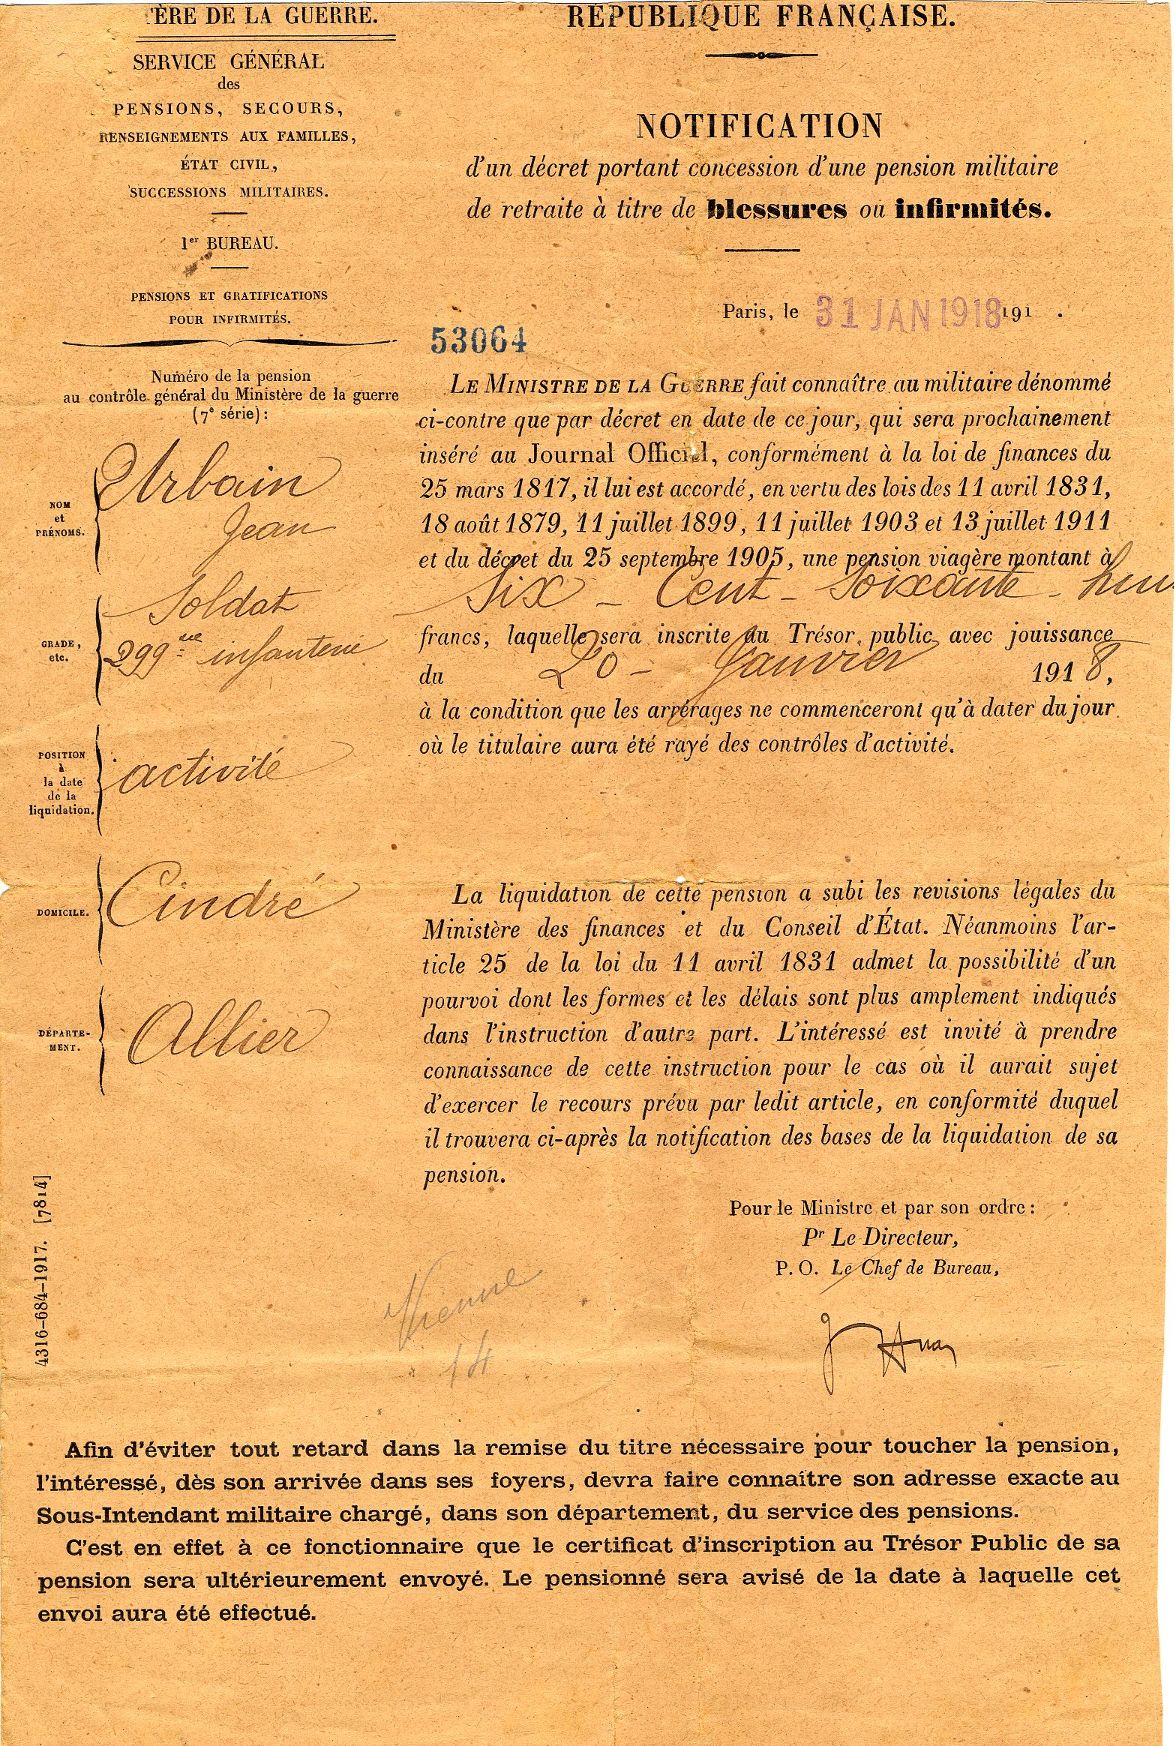 ÈRE DE LA GUERRE.
SERVICE GÉNÉRAL
des
PENSIONS, SECOURS,
RENSEIGNEMENTS AUX FAMILLES,
ÉTAT CIVIL,
SUCCESSIONS MILITAIRES.
1er BUREAU.
PENSIONS ET GRATIFICATIONS
POUR INFIRMITÉS.
Numéro de la pension
au contrôle général du Ministère de la guerre
(7e série):
NOM
et
PRÉNOMS.
Urbain
Jean
GRADE,
etc.
Soldat
299me infanterie
POSITION
à
la date
de la
liquidation.
activité
DOMICILE.
Cindré
DÉPARTE-
MENT.
Allier
4316-684-1917. [7814]
RÉPUBLIQUE FRANÇAISE.
NOTIFICATION
d'un décret portant concession d'une pension militaire
de retraite à titre de blessures ou infirmités.
Paris, le 31 JAN 1918 191 .
53064
LE MINISTRE DE LA GUERRE fait connaître au militaire dénommé
ci-contre que par décret en date de ce jour, qui sera prochainement
inséré au Journal Officiel, conformément à la loi de finances du
25 mars 1817, il lui est accordé, en vertu des lois des 11 avril 1831,
18 août 1879, 11 juillet 1899, 11 juillet 1903 et 13 juillet 1911
et du décret du 25 septembre 1905, une pension viagère montant à
Six - Cent - Soixante -
francs, laquelle sera inscrite au Trésor public avec jouissance
du 20 - Janvier 1918,
à la condition que les arrérages ne commenceront qu'à dater du jour
où le titulaire aura été rayé des contrôles d'activité.
La liquidation de cette pension a subi les revisions légales du
Ministère des finances et du Conseil d'État. Néanmoins l'ar-
ticle 25 de la loi du 11 avril 1831 admet la possibilité d'un
pourvoi dont les formes et les délais sont plus amplement indiqués
dans l'instruction d'autre part. L'intéressé est invité à prendre
connaissance de cette instruction pour le cas où il aurait sujet
d'exercer le recours prévu par ledit article, en conformité duquel
il trouvera ci-après la notification des bases de la liquidation de sa
pension.
Pour le Ministre et par son ordre:
Pr Le Directeur,
P. O. Le Chef de Bureau,
Vienne
14
Afin d'éviter tout retard dans la remise du titre nécessaire pour toucher la pension,
l'intéressé, dès son arrivée dans ses foyers, devra faire connaître son adresse exacte au
Sous-Intendant militaire chargé, dans son département, du service des pensions.
C'est en effet à ce fonctionnaire que le certificat d'inscription au Trésor Public de sa
pension sera ultérieurement envoyé. Le pensionné sera avisé de la date à laquelle cet
envoi aura été effectué.